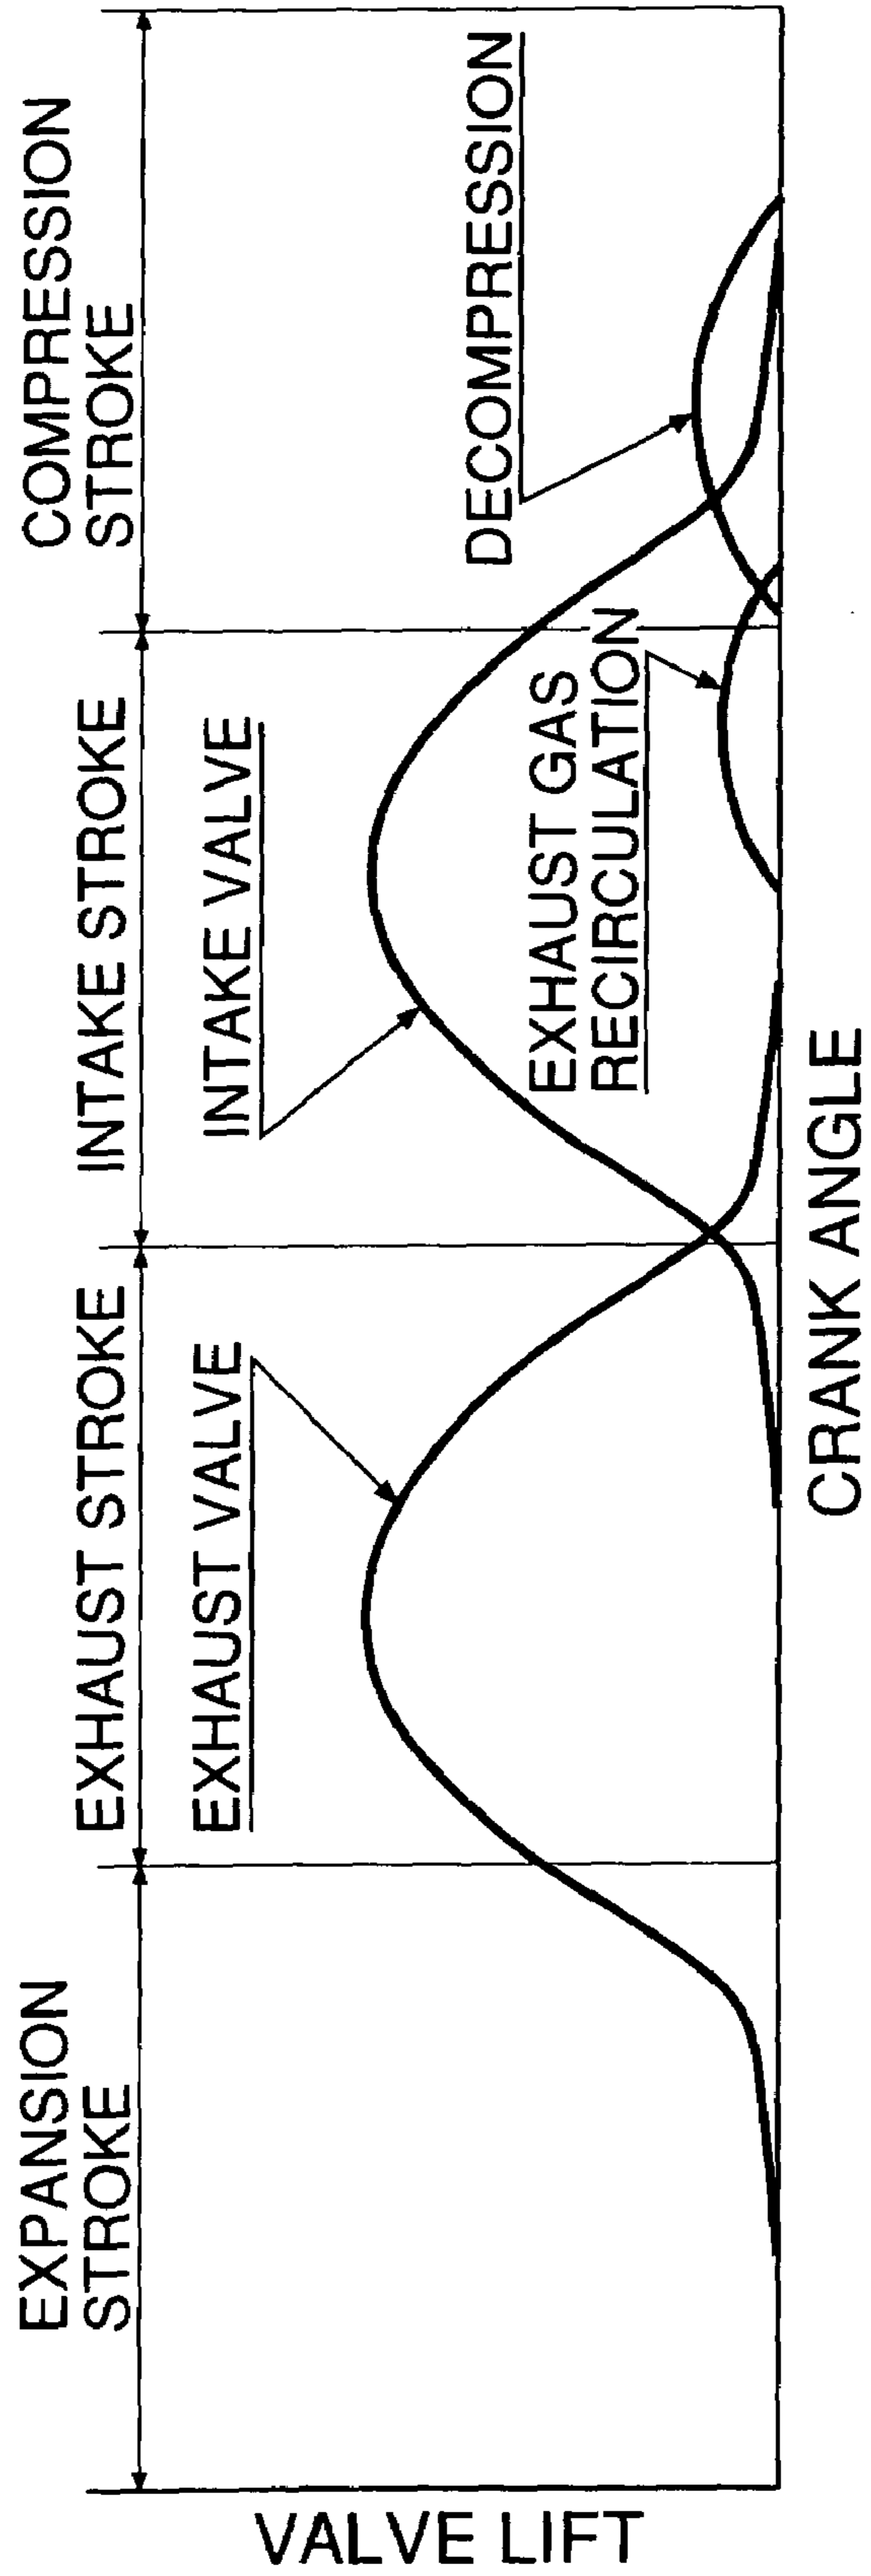 EXPANSION
STROKE
EXHAUST STROKE
INTAKE STROKE
COMPRESSION
STROKE
EXHAUST VALVE
INTAKE VALVE
DECOMPRESSION
EXHAUST GAS
RECIRCULATION
VALVE LIFT
CRANK ANGLE